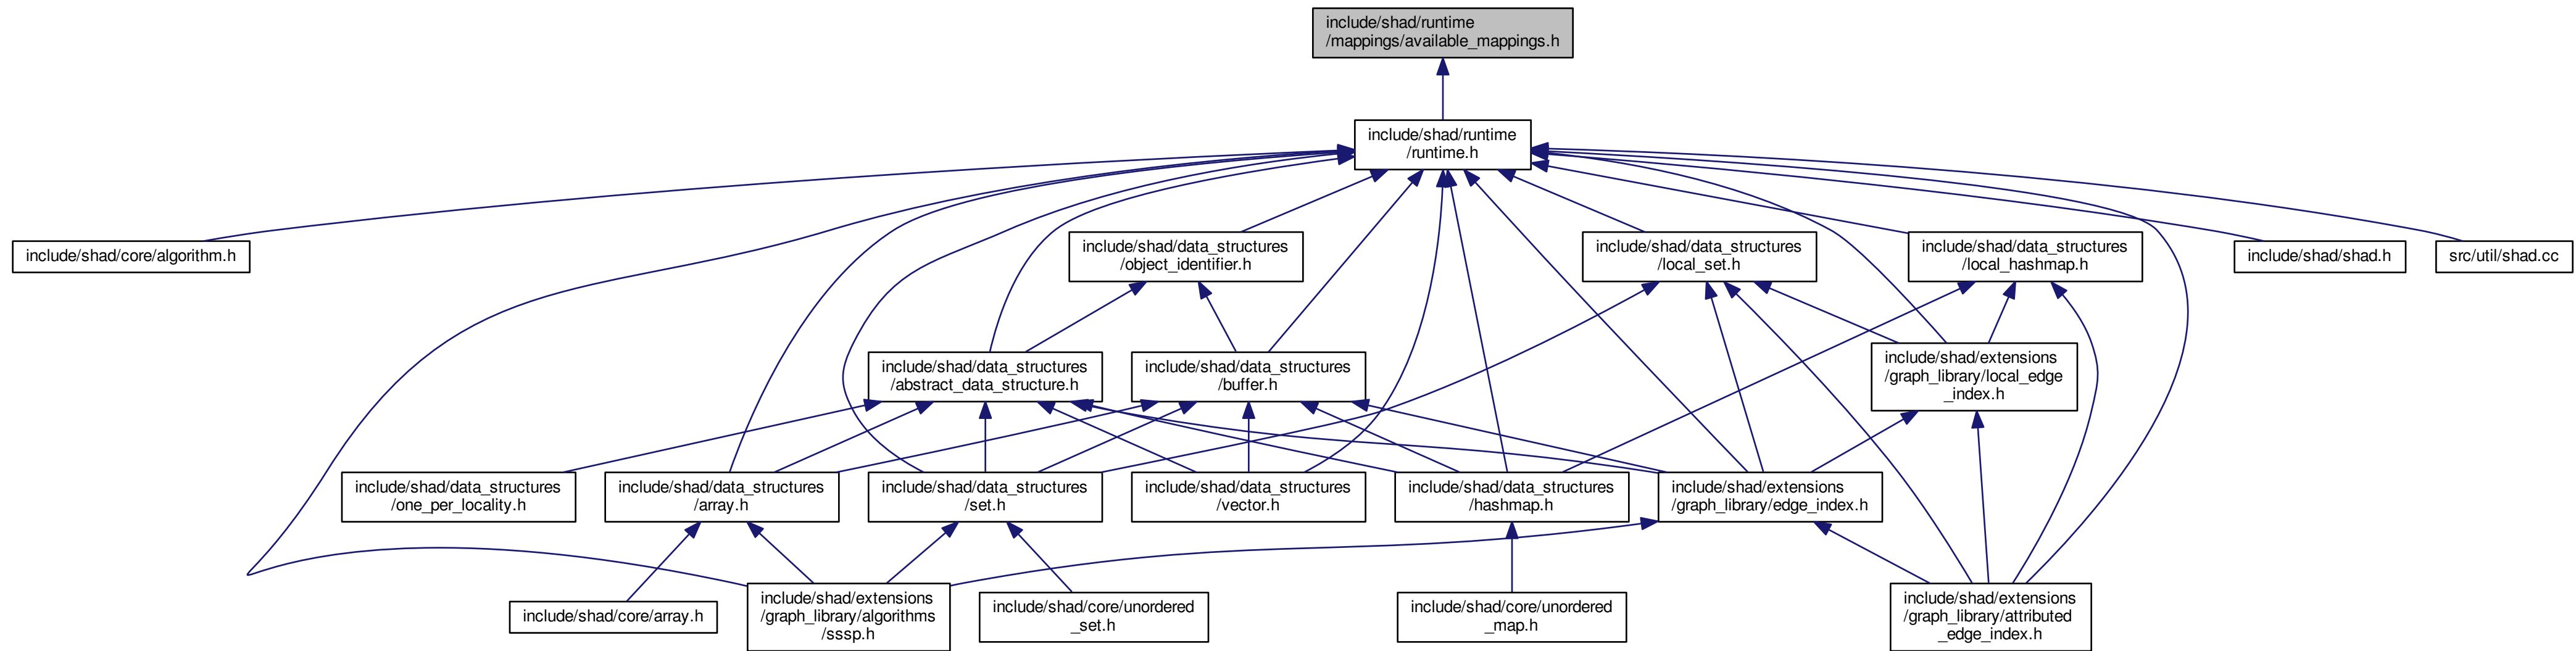 include/shad/runtime
/mappings/available_mappings.h
include/shad/runtime
/runtime.h
include/shad/core/algorithm.h
include/shad/data_structures
/object_identifier.h
include/shad/data_structures
/local_set.h
include/shad/data_structures
/local_hashmap.h
include/shad/shad.h
src/util/shad.cc
include/shad/data_structures
/abstract_data_structure.h
include/shad/data_structures
/buffer.h
include/shad/extensions
/graph_library/local_edge
_index.h
include/shad/data_structures
/one_per_locality.h
include/shad/data_structures
/array.h
include/shad/data_structures
/set.h
include/shad/data_structures
/vector.h
include/shad/data_structures
/hashmap.h
include/shad/extensions
/graph_library/edge_index.h
include/shad/core/array.h
include/shad/extensions
/graph_library/algorithms
/sssp.h
include/shad/core/unordered
_set.h
include/shad/core/unordered
_map.h
include/shad/extensions
/graph_library/attributed
_edge_index.h